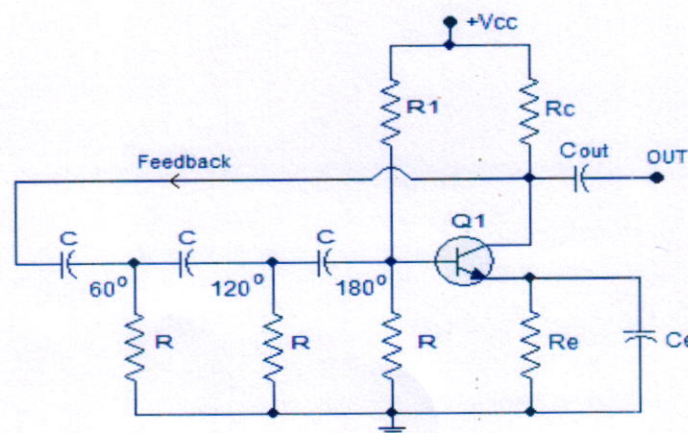 +Vcc
R1
Rc
Cout
OUT
Feedback
Q1
C
C
C
60°
120°
180°
R
R
R
Re
Ce